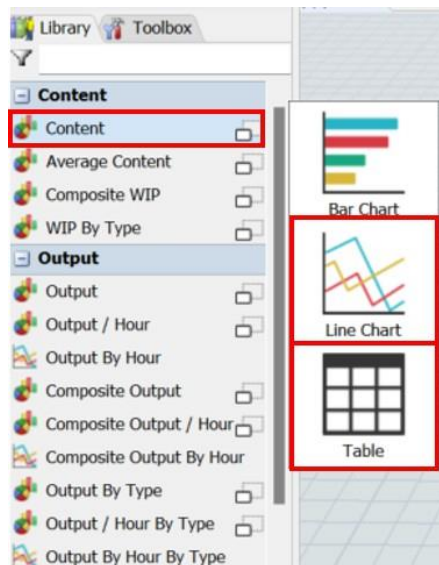 Library
Toolbox
Content
Content
Average Content
Composite WIP
WIP By Type
Output
Output
Output / Hour
Output By Hour
Composite Output
Composite Output / Hour
Composite Output By Hour
Output By Type
Output / Hour By Type
Output By Hour By Type
Bar Chart
Line Chart
Table